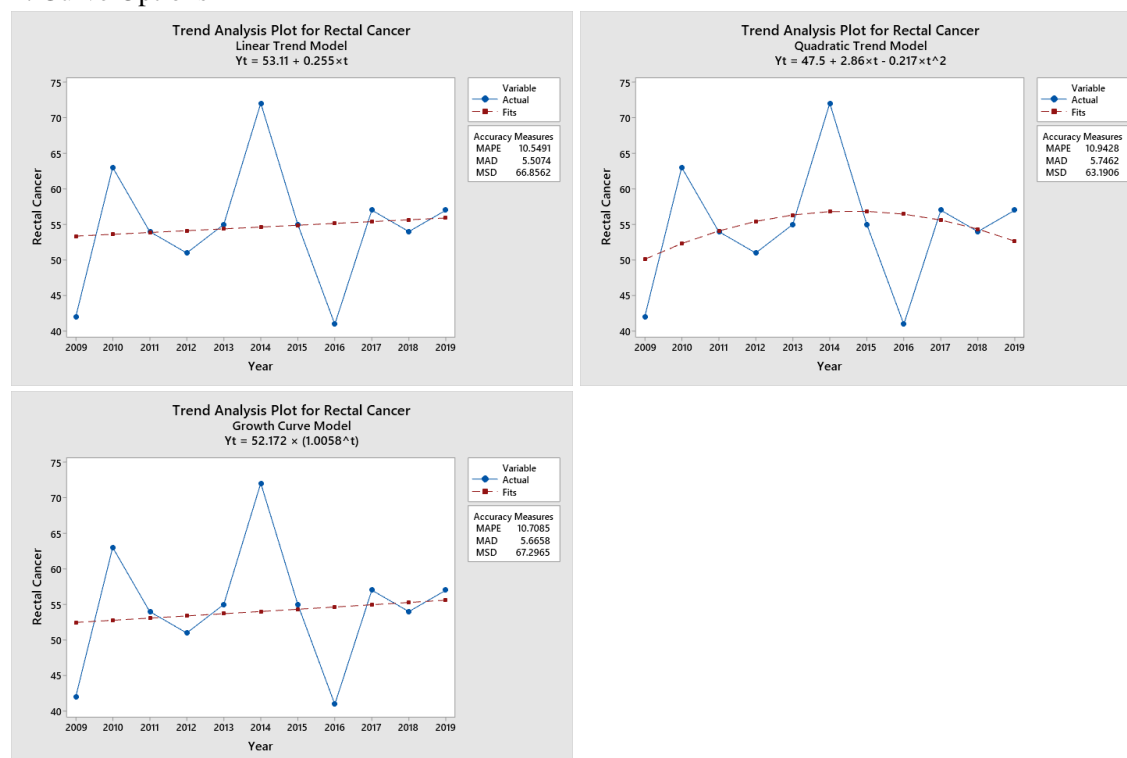 Trend Analysis Plot for Rectal Cancer
Linear Trend Model
Yt = 53.11 + 0.255×t
Rectal Cancer
75
70
65
60
55
50
45
40
2009 2010 2011 2012 2013 2014 2015 2016 2017 2018 2019
Year
Variable
Actual
Fits
Accuracy Measures
MAPE 10.5491
MAD 5.5074
MSD 66.8562
Trend Analysis Plot for Rectal Cancer
Quadratic Trend Model
Yt = 47.5 + 2.86×t - 0.217×t^2
Rectal Cancer
75
70
65
60
55
50
45
40
2009 2010 2011 2012 2013 2014 2015 2016 2017 2018 2019
Year
Variable
Actual
Fits
Accuracy Measures
MAPE 10.9428
MAD 5.7462
MSD 63.1906
Trend Analysis Plot for Rectal Cancer
Growth Curve Model
Yt = 52.172 × (1.0058^t)
Rectal Cancer
75
70
65
60
55
50
45
40
2009 2010 2011 2012 2013 2014 2015 2016 2017 2018 2019
Year
Variable
Actual
Fits
Accuracy Measures
MAPE 10.7085
MAD 5.6658
MSD 67.2965